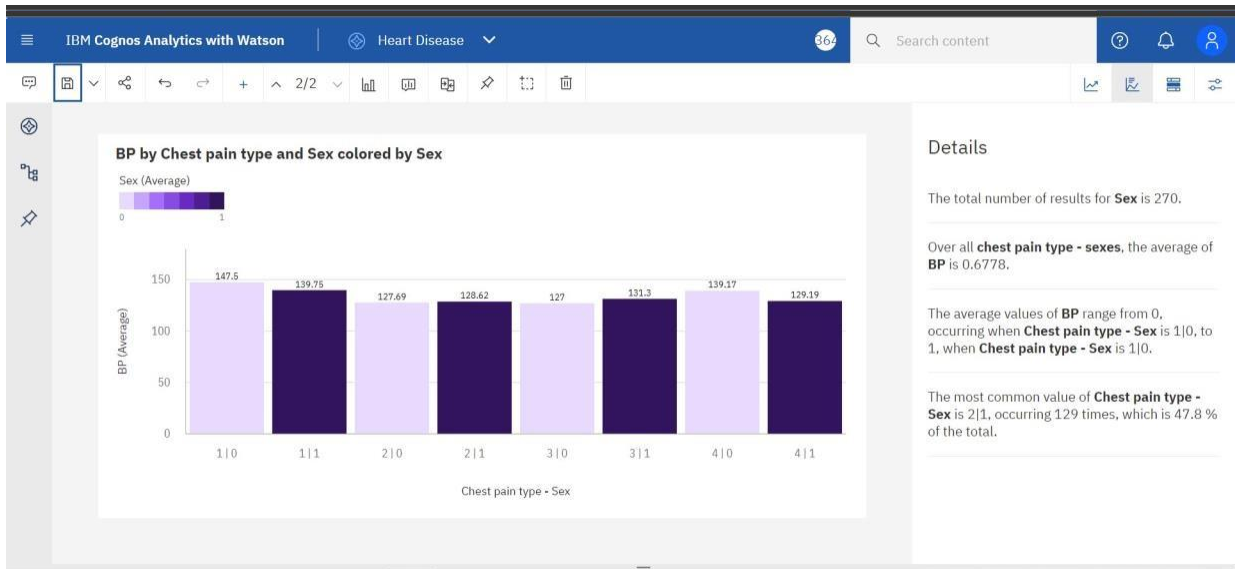 IBM Cognos Analytics with Watson
Heart Disease
364
Search content
2/2
BP by Chest pain type and Sex colored by Sex
Sex (Average)
0 1
BP (Average)
150
100
50
0
147.5
139.75
127.69
128.62
127
131.3
139.17
129.19
1|0 1|1 2|0 2|1 3|0 3|1 4|0 4|1
Chest pain type - Sex
Details
The total number of results for Sex is 270.
Over all chest pain type - sexes, the average of
BP is 0.6778.
The average values of BP range from 0,
occurring when Chest pain type - Sex is 1|0, to
1, when Chest pain type - Sex is 1|0.
The most common value of Chest pain type -
Sex is 2|1, occurring 129 times, which is 47.8 %
of the total.